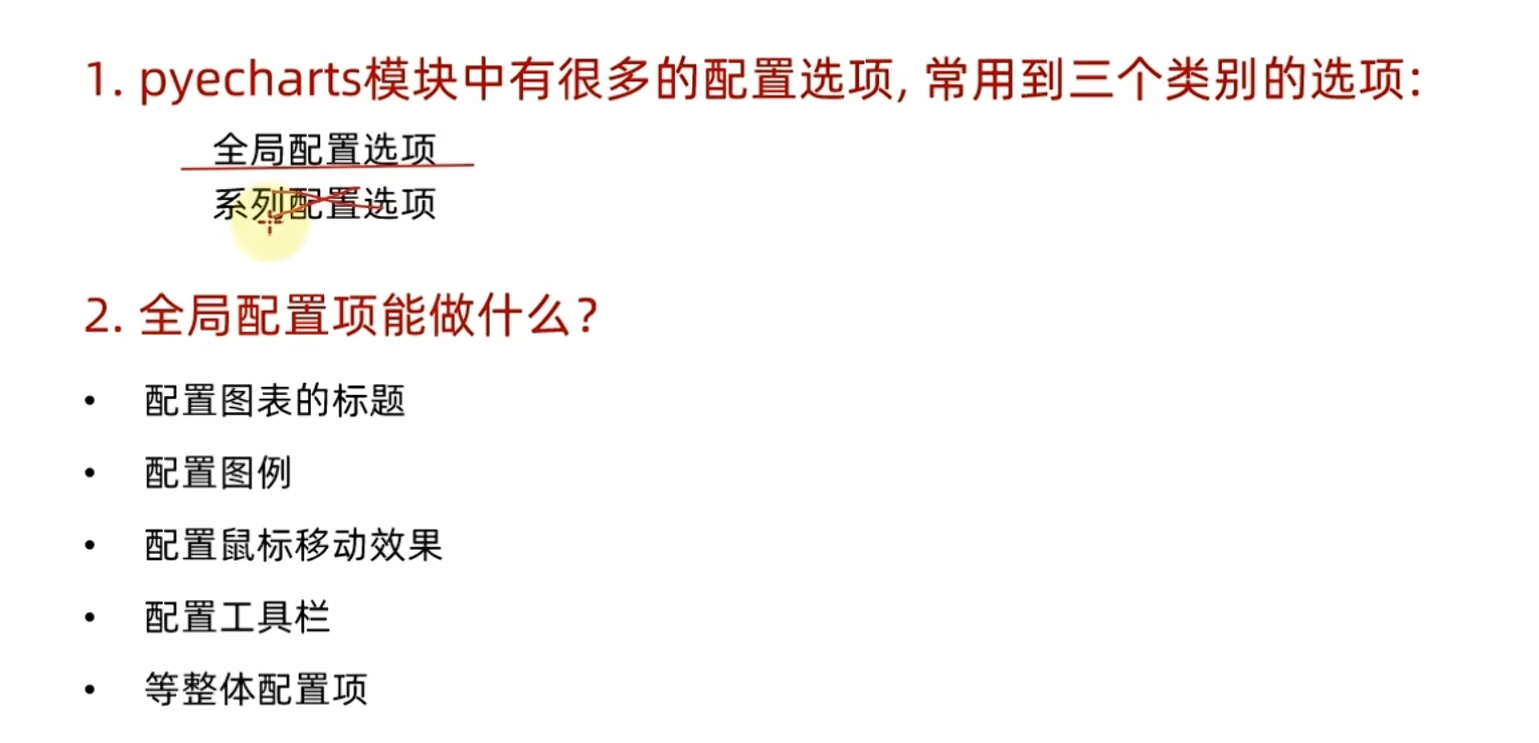 1. pyecharts模块中有很多的配置选项, 常用到三个类别的选项:
全局配置选项
系列配置选项
2. 全局配置项能做什么?
• 配置图表的标题
• 配置图例
• 配置鼠标移动效果
• 配置工具栏
• 等整体配置项